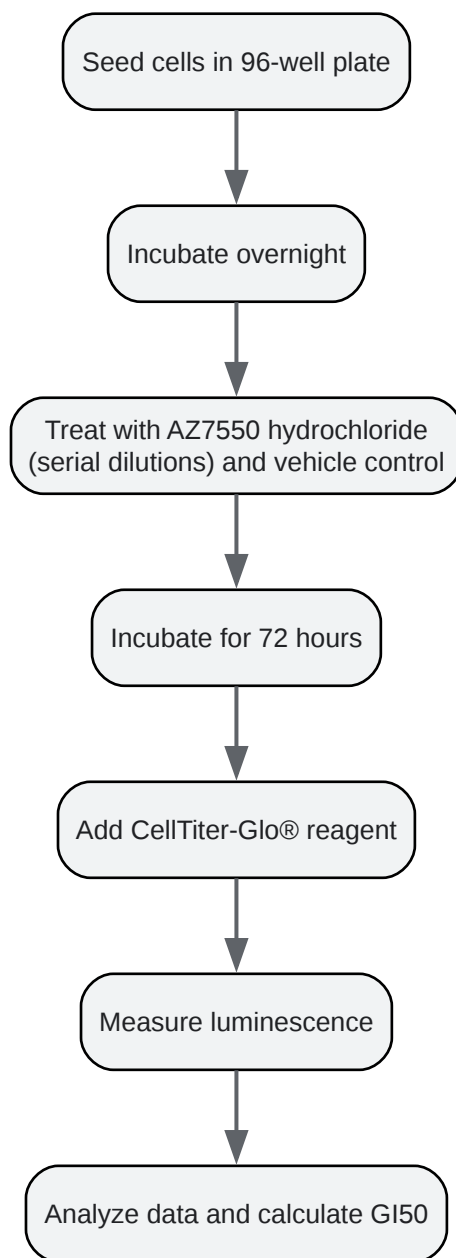 Seed cells in 96-well plate
Incubate overnight
Treat with AZ7550 hydrochloride
(serial dilutions) and vehicle control
Incubate for 72 hours
Add CellTiter-Glo® reagent
Measure luminescence
Analyze data and calculate GI50